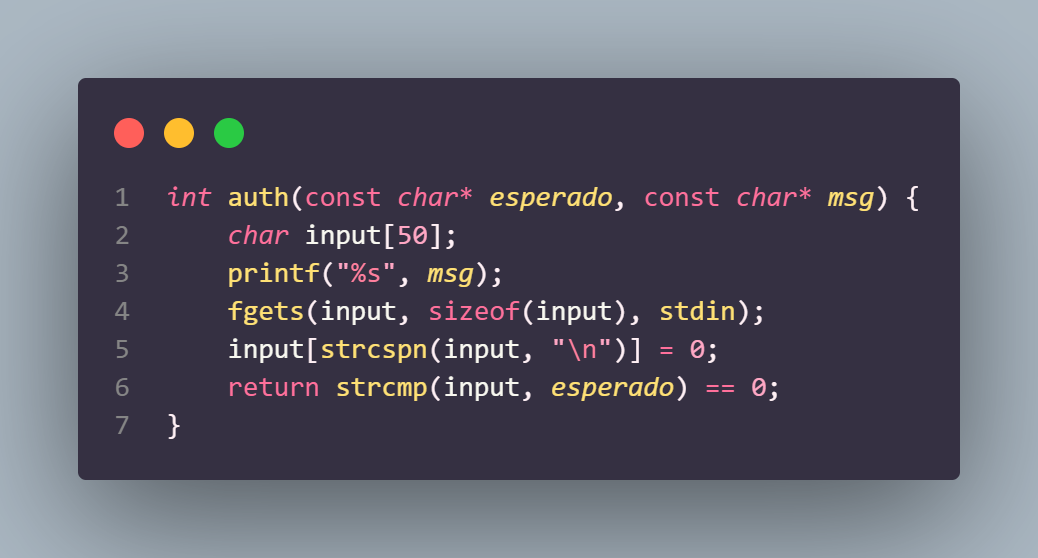 1 int auth(const char* esperado, const char* msg) {
2     char input[50];
3     printf("%s", msg);
4     fgets(input, sizeof(input), stdin);
5     input[strcspn(input, "\n")] = 0;
6     return strcmp(input, esperado) == 0;
7 }